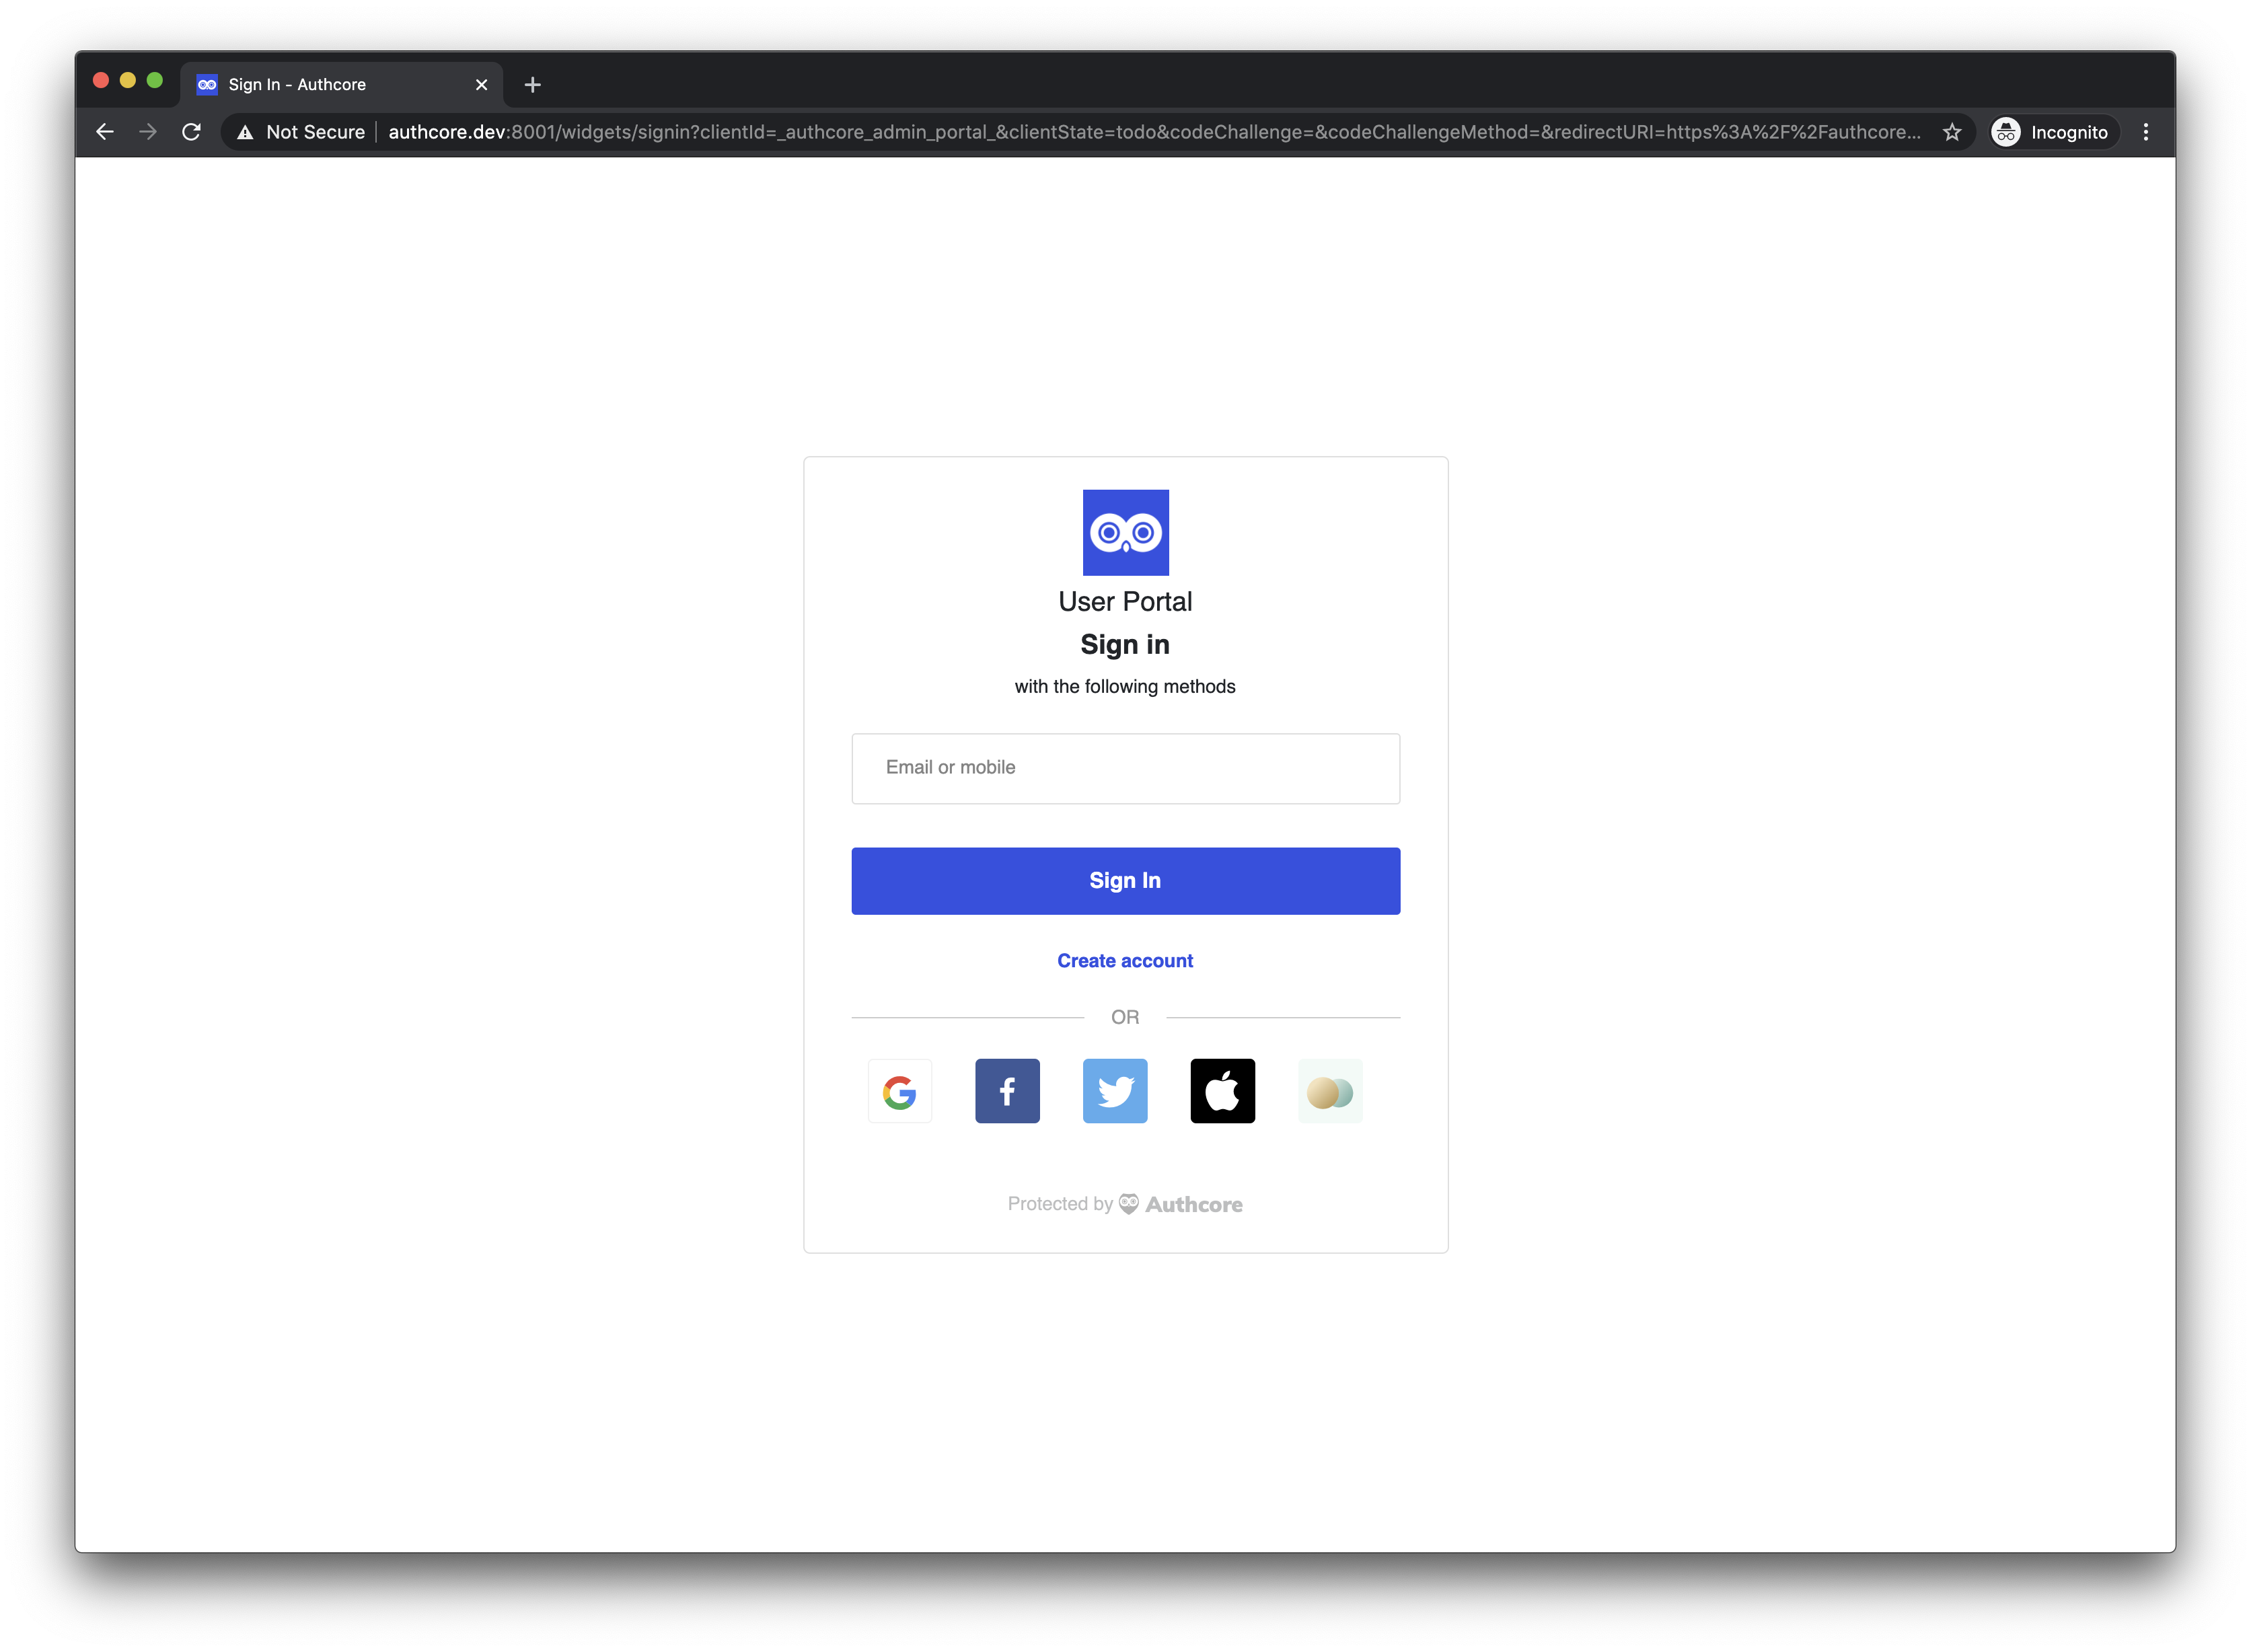 Sign In - Authcore
Not Secure authcore.dev:8001/widgets/signin?clientId=_authcore_admin_portal_&clientState=todo&codeChallenge=&codeChallengeMethod=&redirectURI=https%3A%2F%2Fauthcore... Incognito
User Portal
Sign in
with the following methods
Email or mobile
Sign In
Create account
OR
Protected by Authcore